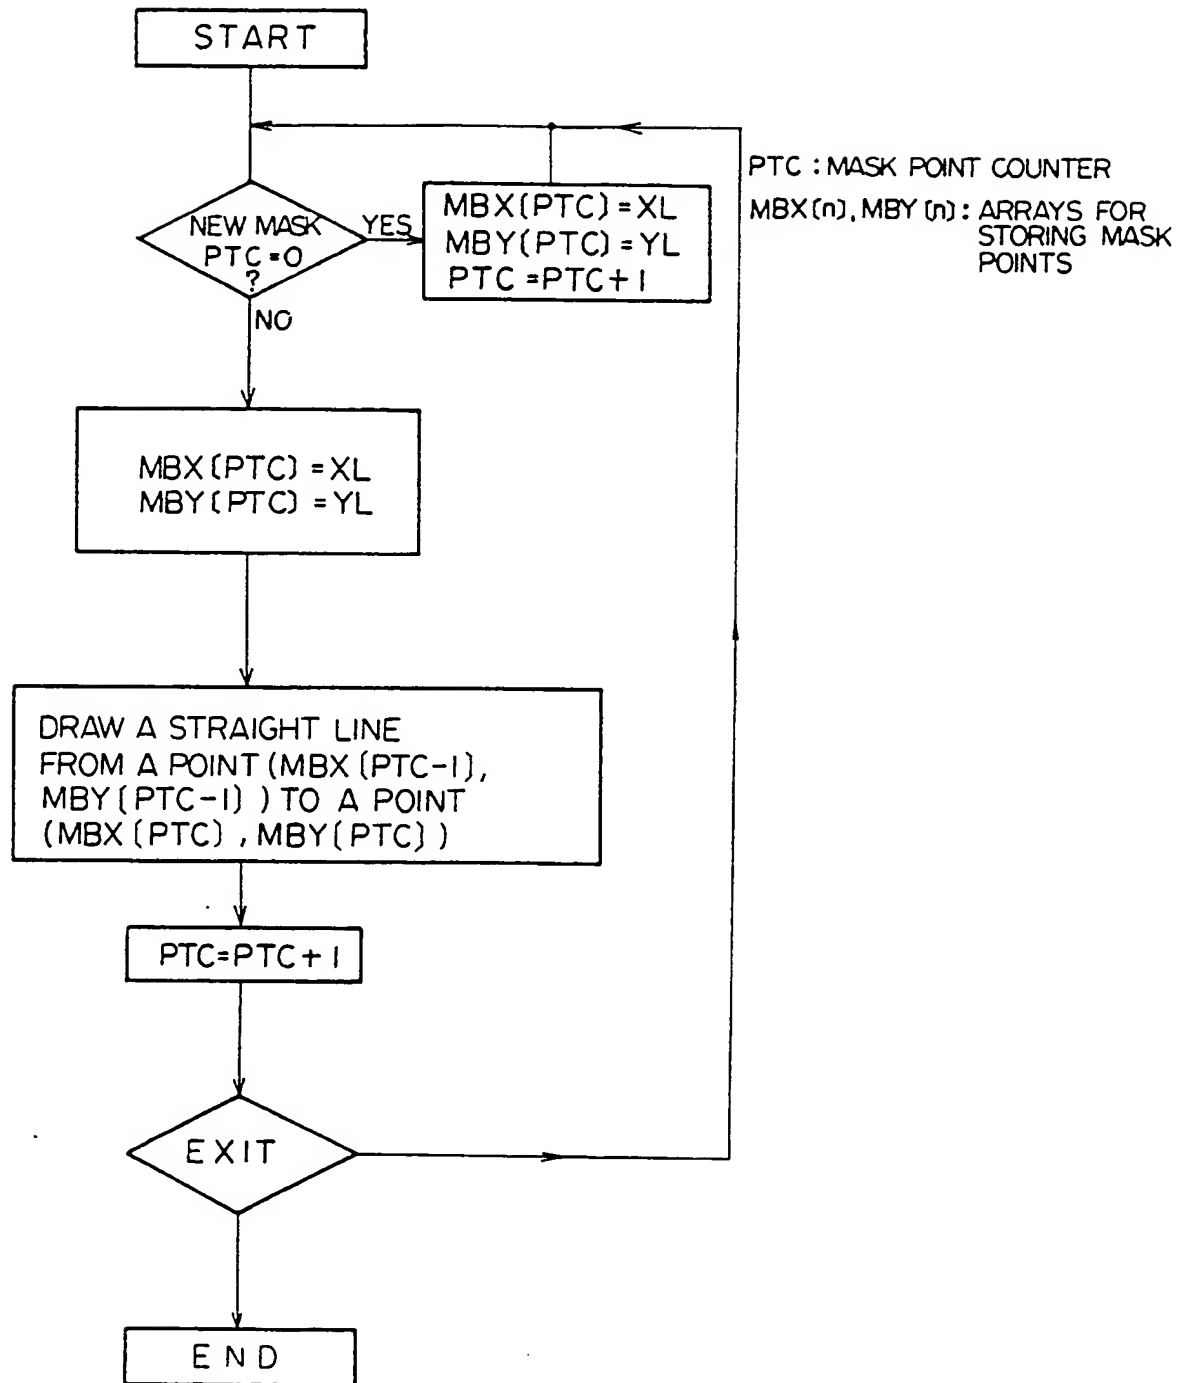 START
PTC : MASK POINT COUNTER
MBX(n), MBY(n) : ARRAYS FOR
STORING MASK
POINTS
NEW MASK
PTC=0
?
YES
MBX(PTC)=XL
MBY(PTC)=YL
PTC=PTC+1
NO
MBX(PTC)=XL
MBY(PTC)=YL
DRAW A STRAIGHT LINE
FROM A POINT (MBX(PTC-1),
MBY(PTC-1)) TO A POINT
(MBX(PTC), MBY(PTC))
PTC=PTC+1
EXIT
END